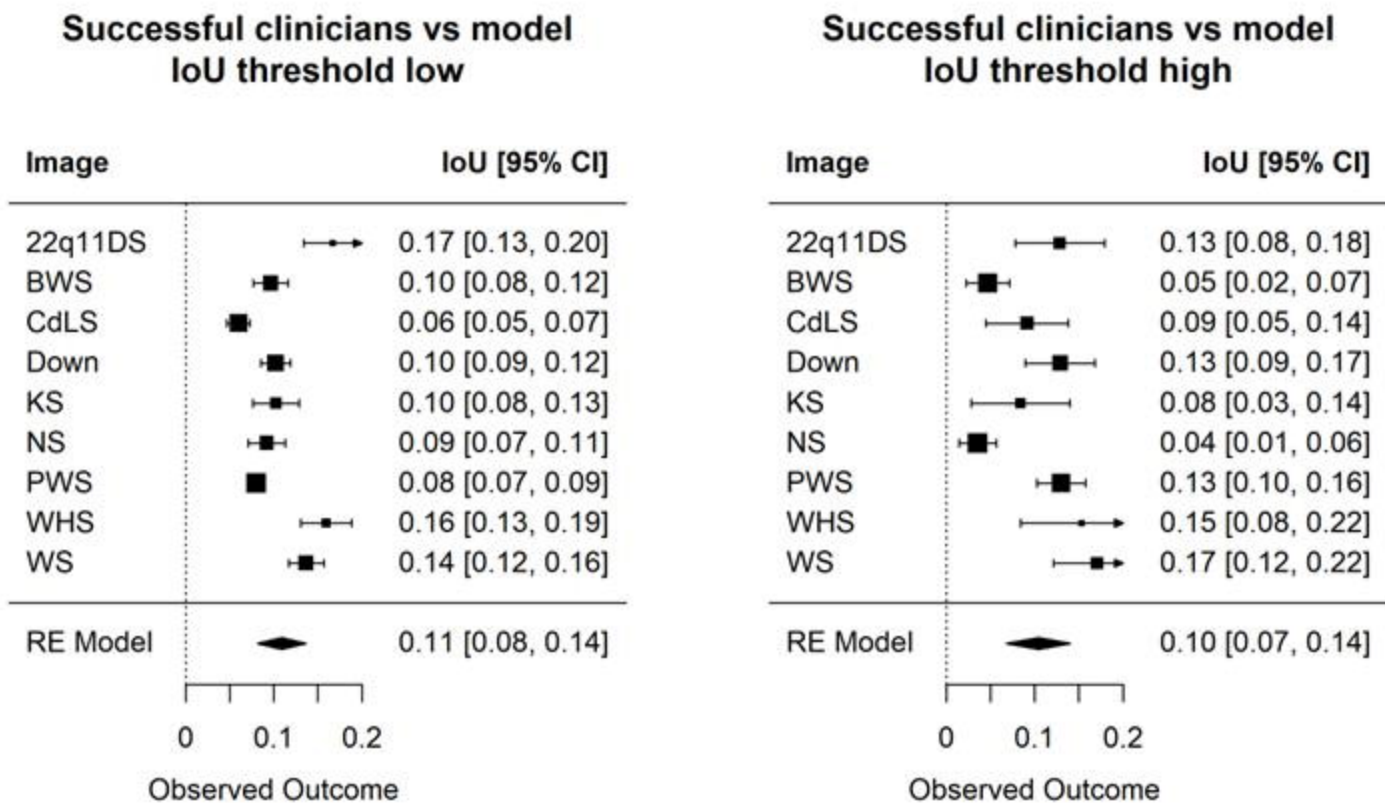 Successful clinicians vs model
IoU threshold low
Image IoU [95% CI]
22q11DS 0.17 [0.13, 0.20]
BWS 0.10 [0.08, 0.12]
CdLS 0.06 [0.05, 0.07]
Down 0.10 [0.09, 0.12]
KS 0.10 [0.08, 0.13]
NS 0.09 [0.07, 0.11]
PWS 0.08 [0.07, 0.09]
WHS 0.16 [0.13, 0.19]
WS 0.14 [0.12, 0.16]
RE Model 0.11 [0.08, 0.14]
0 0.1 0.2
Observed Outcome
Successful clinicians vs model
IoU threshold high
Image IoU [95% CI]
22q11DS 0.13 [0.08, 0.18]
BWS 0.05 [0.02, 0.07]
CdLS 0.09 [0.05, 0.14]
Down 0.13 [0.09, 0.17]
KS 0.08 [0.03, 0.14]
NS 0.04 [0.01, 0.06]
PWS 0.13 [0.10, 0.16]
WHS 0.15 [0.08, 0.22]
WS 0.17 [0.12, 0.22]
RE Model 0.10 [0.07, 0.14]
0 0.1 0.2
Observed Outcome